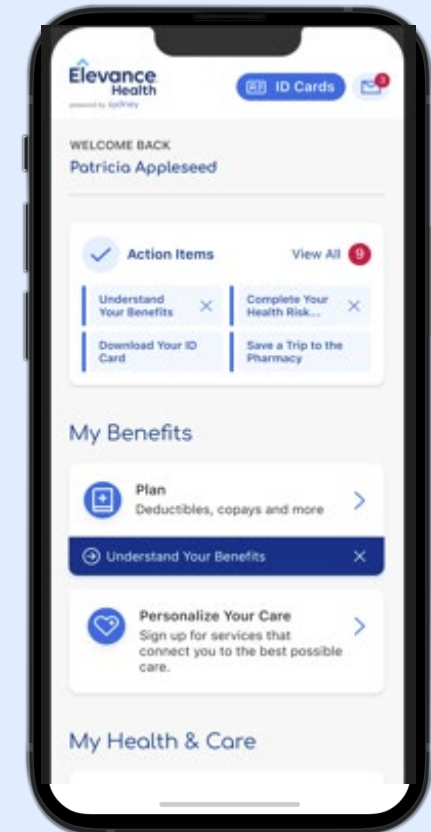 Elevance
Health
powered by Sydney
ID Cards
3
WELCOME BACK
Patricia Appleseed
Action Items
View All 9
Understand
Your Benefits
Complete Your
Health Risk...
Download Your ID
Card
Save a Trip to the
Pharmacy
My Benefits
Plan
Deductibles, copays and more
Understand Your Benefits
Personalize Your Care
Sign up for services that
connect you to the best possible
care.
My Health & Care